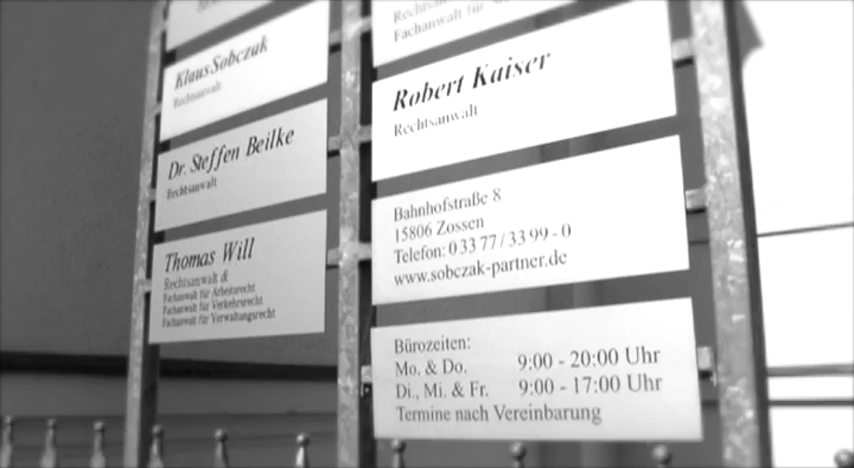 Klaus Sobczak
Rechtsanwalt
Dr. Steffen Beilke
Rechtsanwalt
Thomas Will
Rechtsanwalt &
Fachanwalt für Arbeitsrecht
Fachanwalt für Verkehrsrecht
Fachanwalt für Verwaltungsrecht
Fachanwalt für
Robert Kaiser
Rechtsanwalt
Bahnhofstraße 8
15806 Zossen
Telefon: 0 33 77 / 33 99 - 0
www.sobczak-partner.de
Bürozeiten:
Mo. & Do. 9:00 - 20:00 Uhr
Di., Mi. & Fr. 9:00 - 17:00 Uhr
Termine nach Vereinbarung